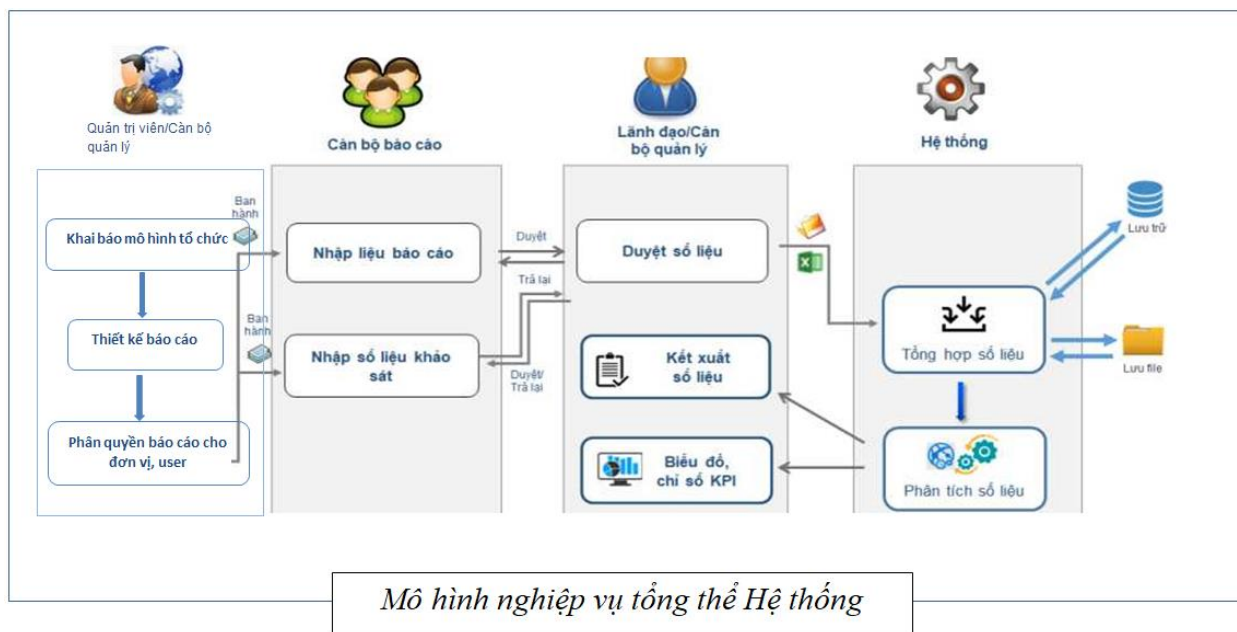 Quản trị viên/Cán bộ
quản lý
Khai báo mô hình tổ chức
Thiết kế báo cáo
Phân quyền báo cáo cho
đơn vị, user
Ban
hành
Ban
hành
Cán bộ báo cáo
Nhập liệu báo cáo
Nhập số liệu khảo
sát
Duyệt
Trả lại
Duyệt/
Trả lại
Lãnh đạo/Cán
bộ quản lý
Duyệt số liệu
Kết xuất
số liệu
Biểu đồ,
chỉ số KPI
Hệ thống
Tổng hợp số liệu
Phân tích số liệu
Lưu trữ
Lưu file
Mô hình nghiệp vụ tổng thể Hệ thống